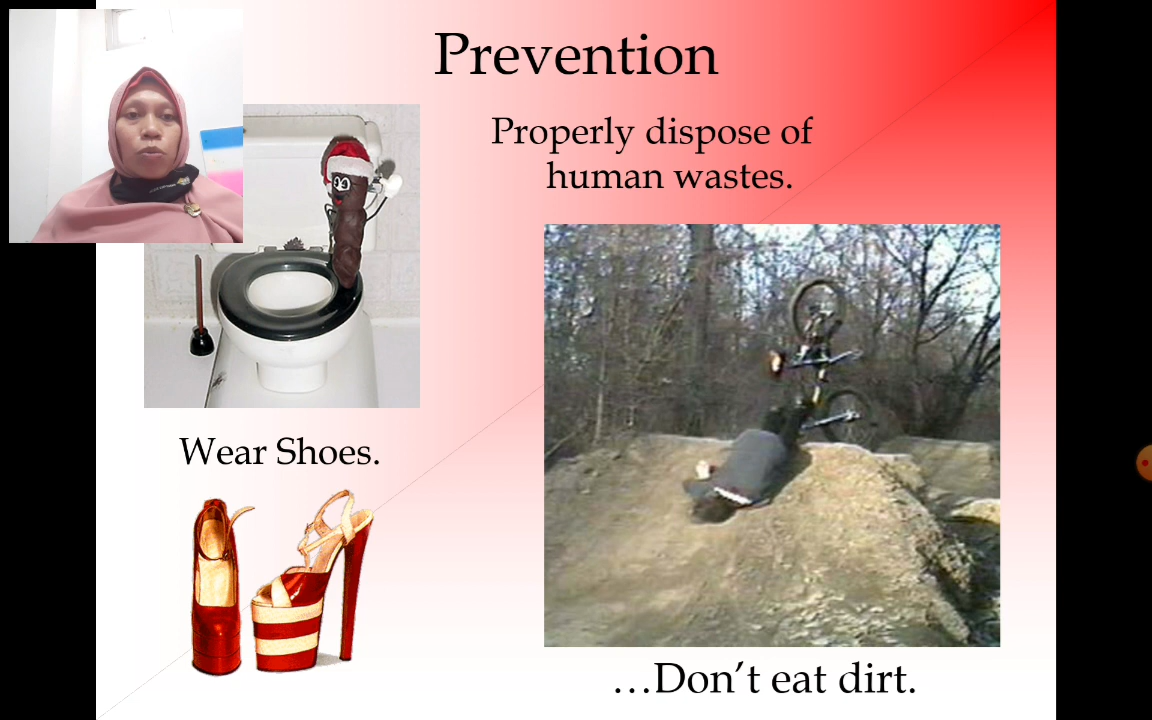 Prevention
Properly dispose of
human wastes.
Wear Shoes.
…Don’t eat dirt.